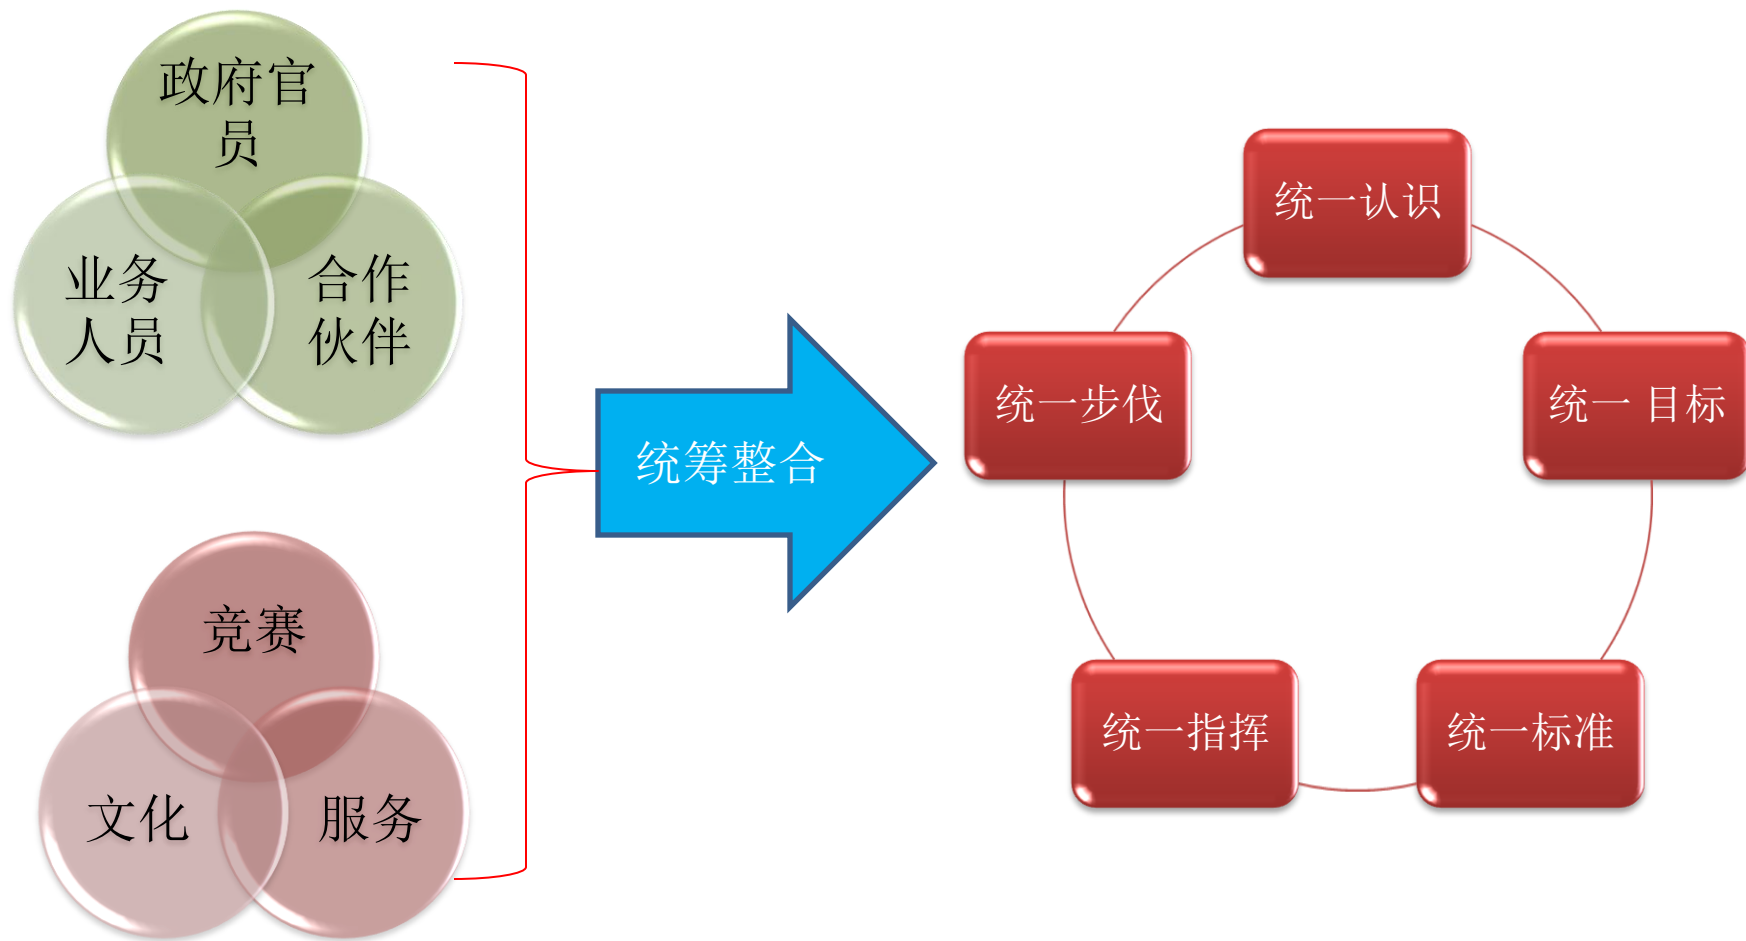 政府官
员
业务
人员
合作
伙伴
竞赛
文化
服务
统筹整合
统一认识
统一 目标
统一标准
统一指挥
统一步伐